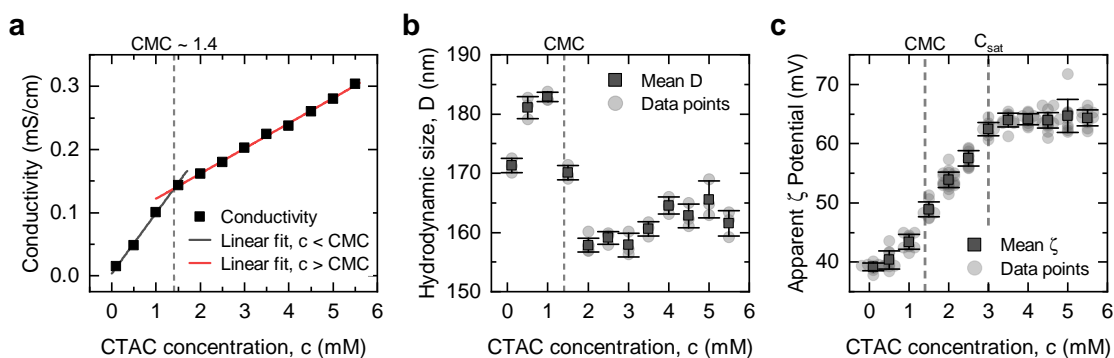 a
CMC ~ 1.4
Conductivity (mS/cm)
0.3
0.2
0.1
0.0
Conductivity
Linear fit, c < CMC
Linear fit, c > CMC
0 1 2 3 4 5 6
CTAC concentration, c (mM)
b
CMC
Hydrodynamic size, D (nm)
190
180
170
160
150
Mean D
Data points
0 1 2 3 4 5 6
CTAC concentration, c (mM)
c
CMC
C_sat
Apparent ζ Potential (mV)
70
60
50
40
Mean ζ
Data points
0 1 2 3 4 5 6
CTAC concentration, c (mM)